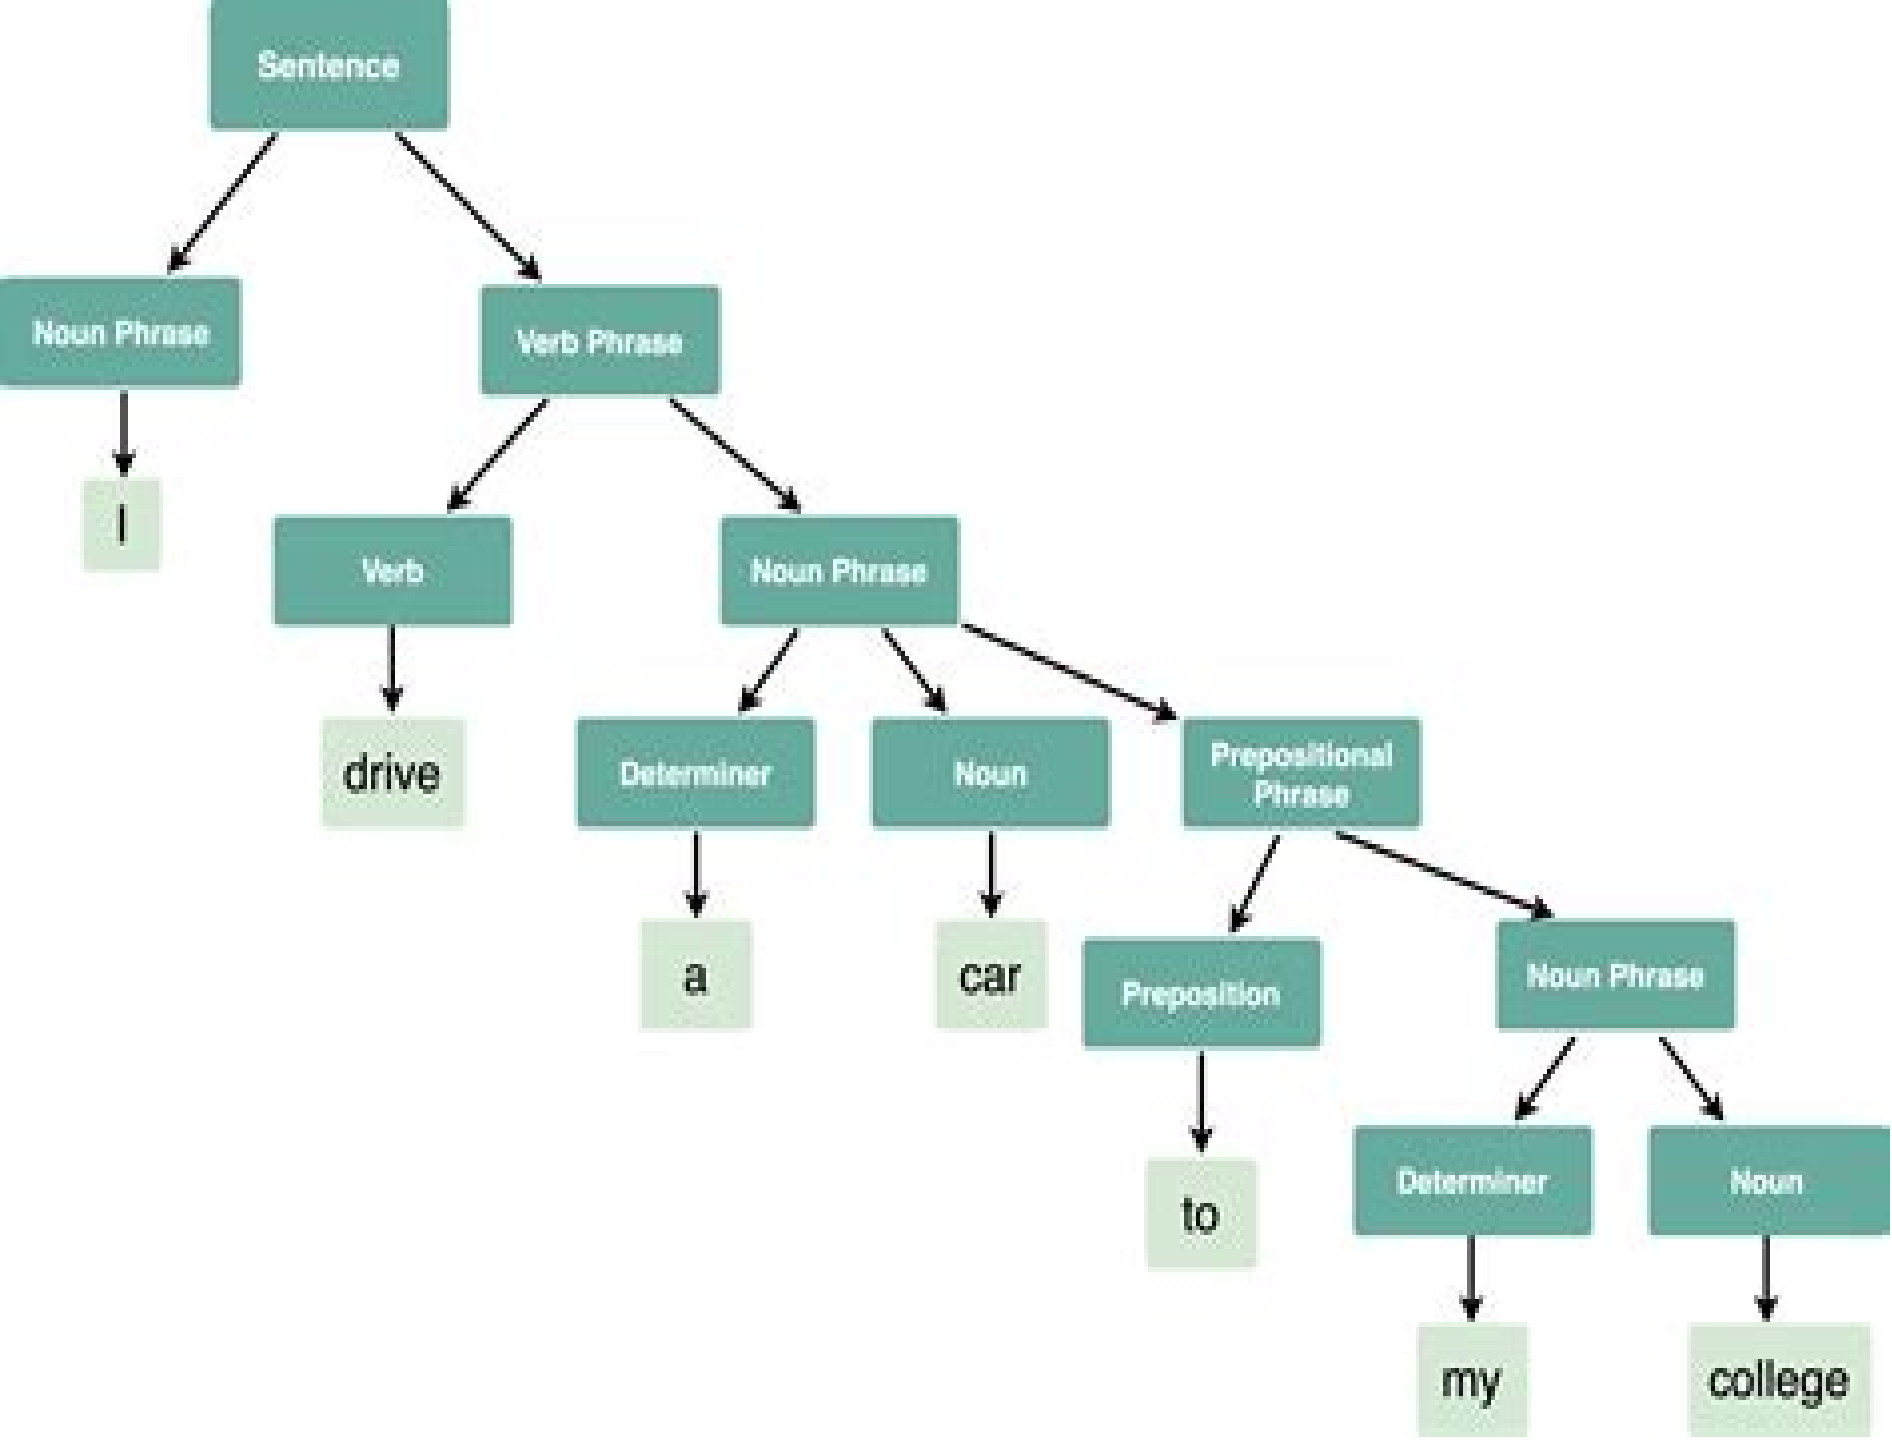 Sentence
Noun Phrase
Verb Phrase
I
Verb
Noun Phrase
drive
Determiner
Noun
Prepositional
Phrase
a
car
Preposition
Noun Phrase
to
Determiner
Noun
my
college